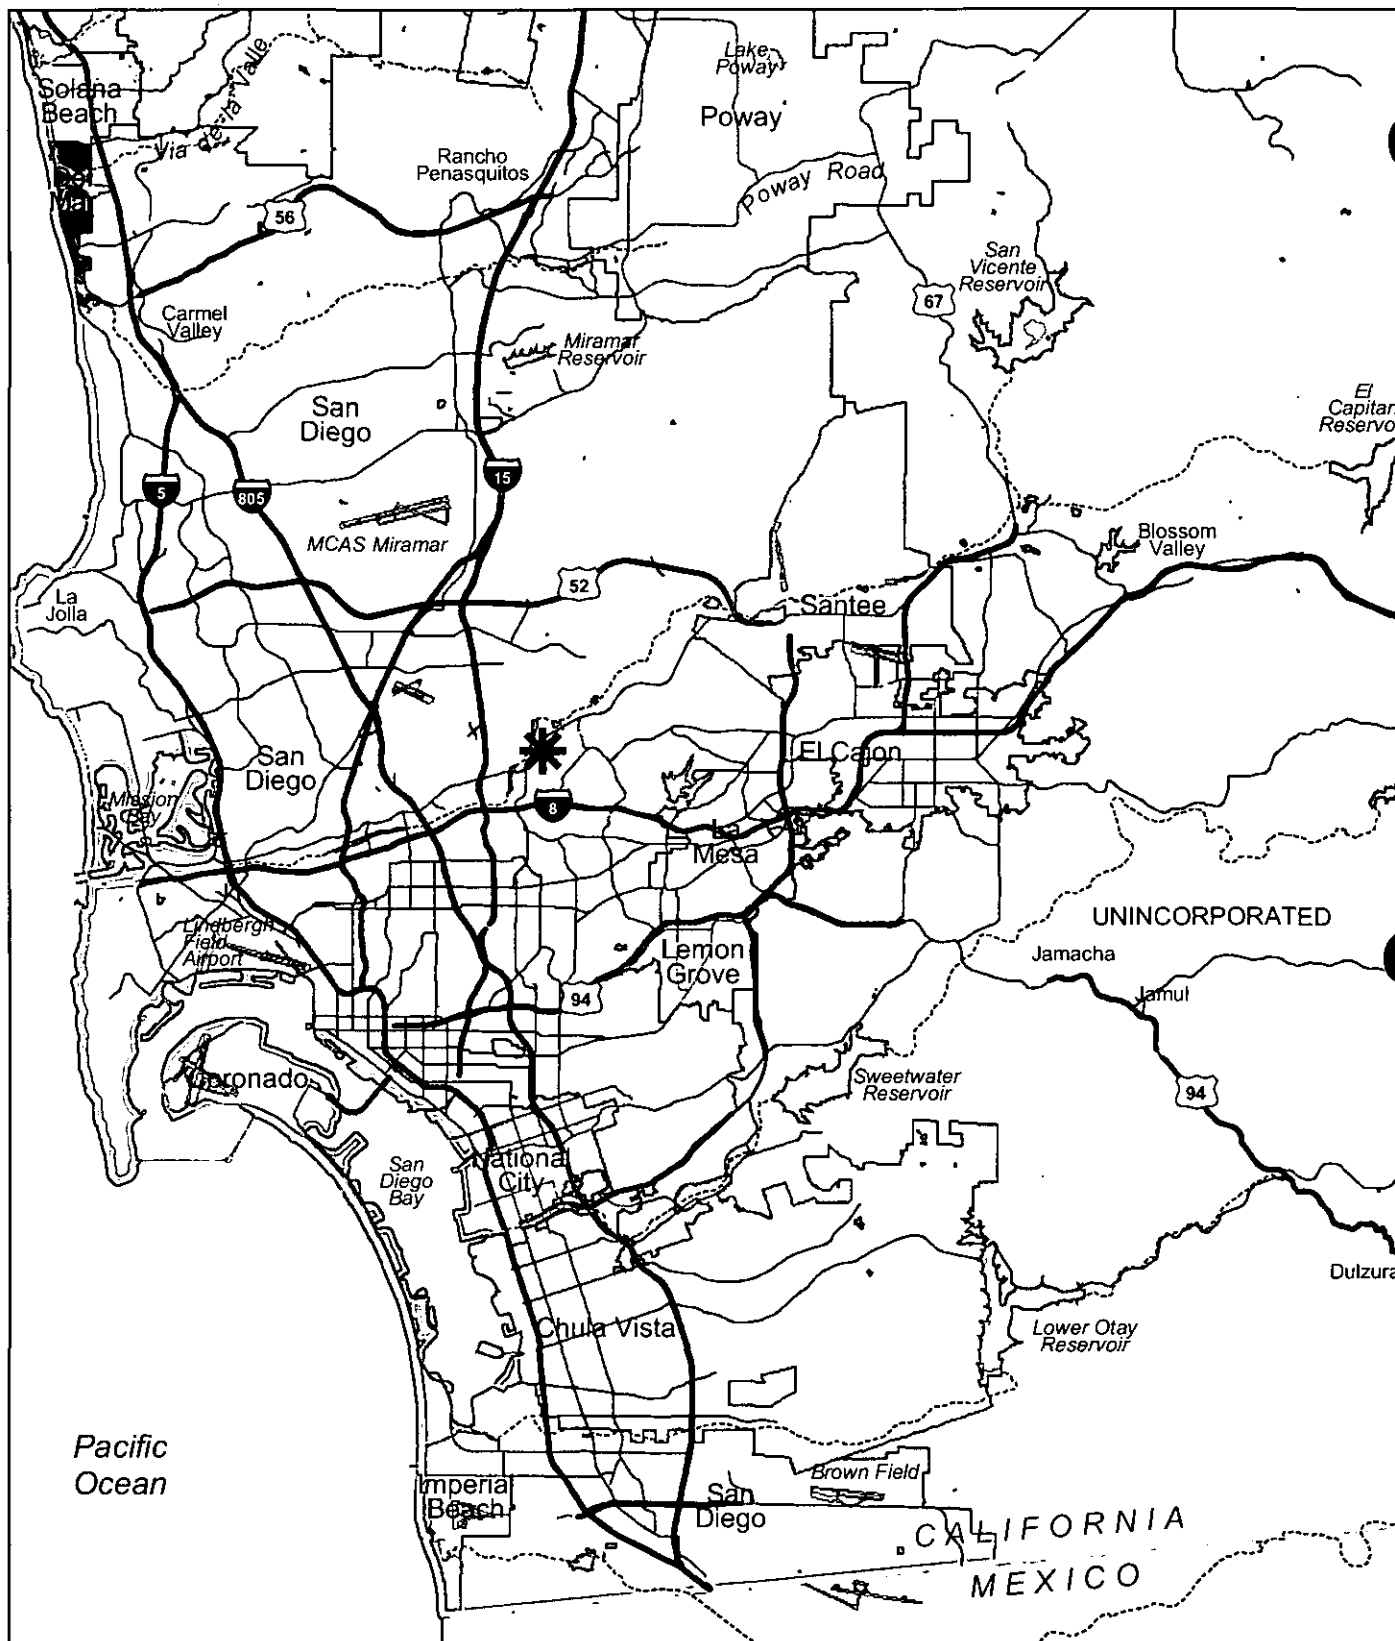 Lake
Poway
Solana
Beach
Via de la Valle
Poway
Rancho
Penasquitos
Del
Mar
Poway Road
56
San
Vicente
Reservoir
67
Carmel
Valley
Miramar
Reservoir
El
Capitan
Reservo
San
Diego
5
805
15
MCAS Miramar
Blossom
Valley
52
La
Jolla
Santee
San
Diego
El Cajon
Mission
Bay
8
La
Mesa
UNINCORPORATED
Lindbergh
Field
Airport
Lemon
Grove
Jamacha
94
Jamul
Coronado
Sweetwater
Reservoir
94
San
Diego
Bay
National
City
Dulzura
Chula Vista
Lower Otay
Reservoir
Pacific
Ocean
Imperial
Beach
Brown Field
San
Diego
CALIFORNIA
MEXICO